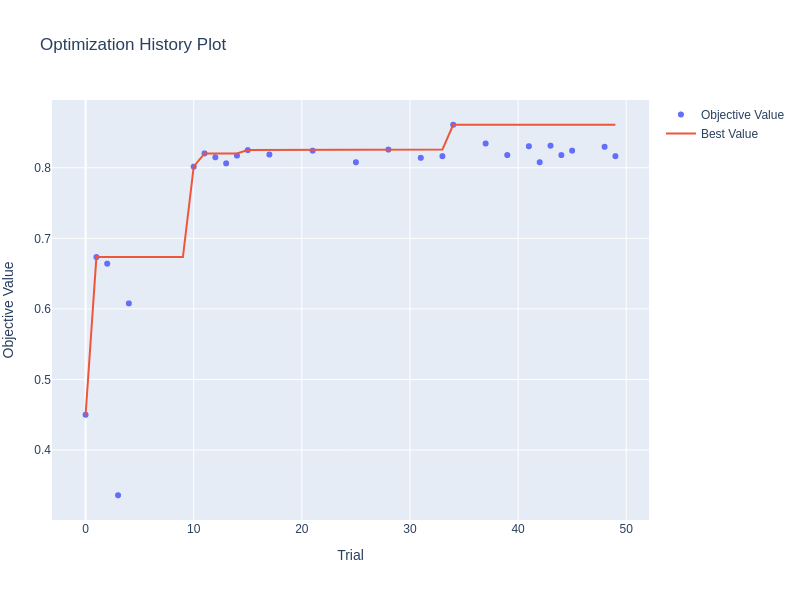 Optimization History Plot
Objective Value
Best Value
0.8
0.7
0.6
0.5
0.4
Objective Value
0
10
20
30
40
50
Trial